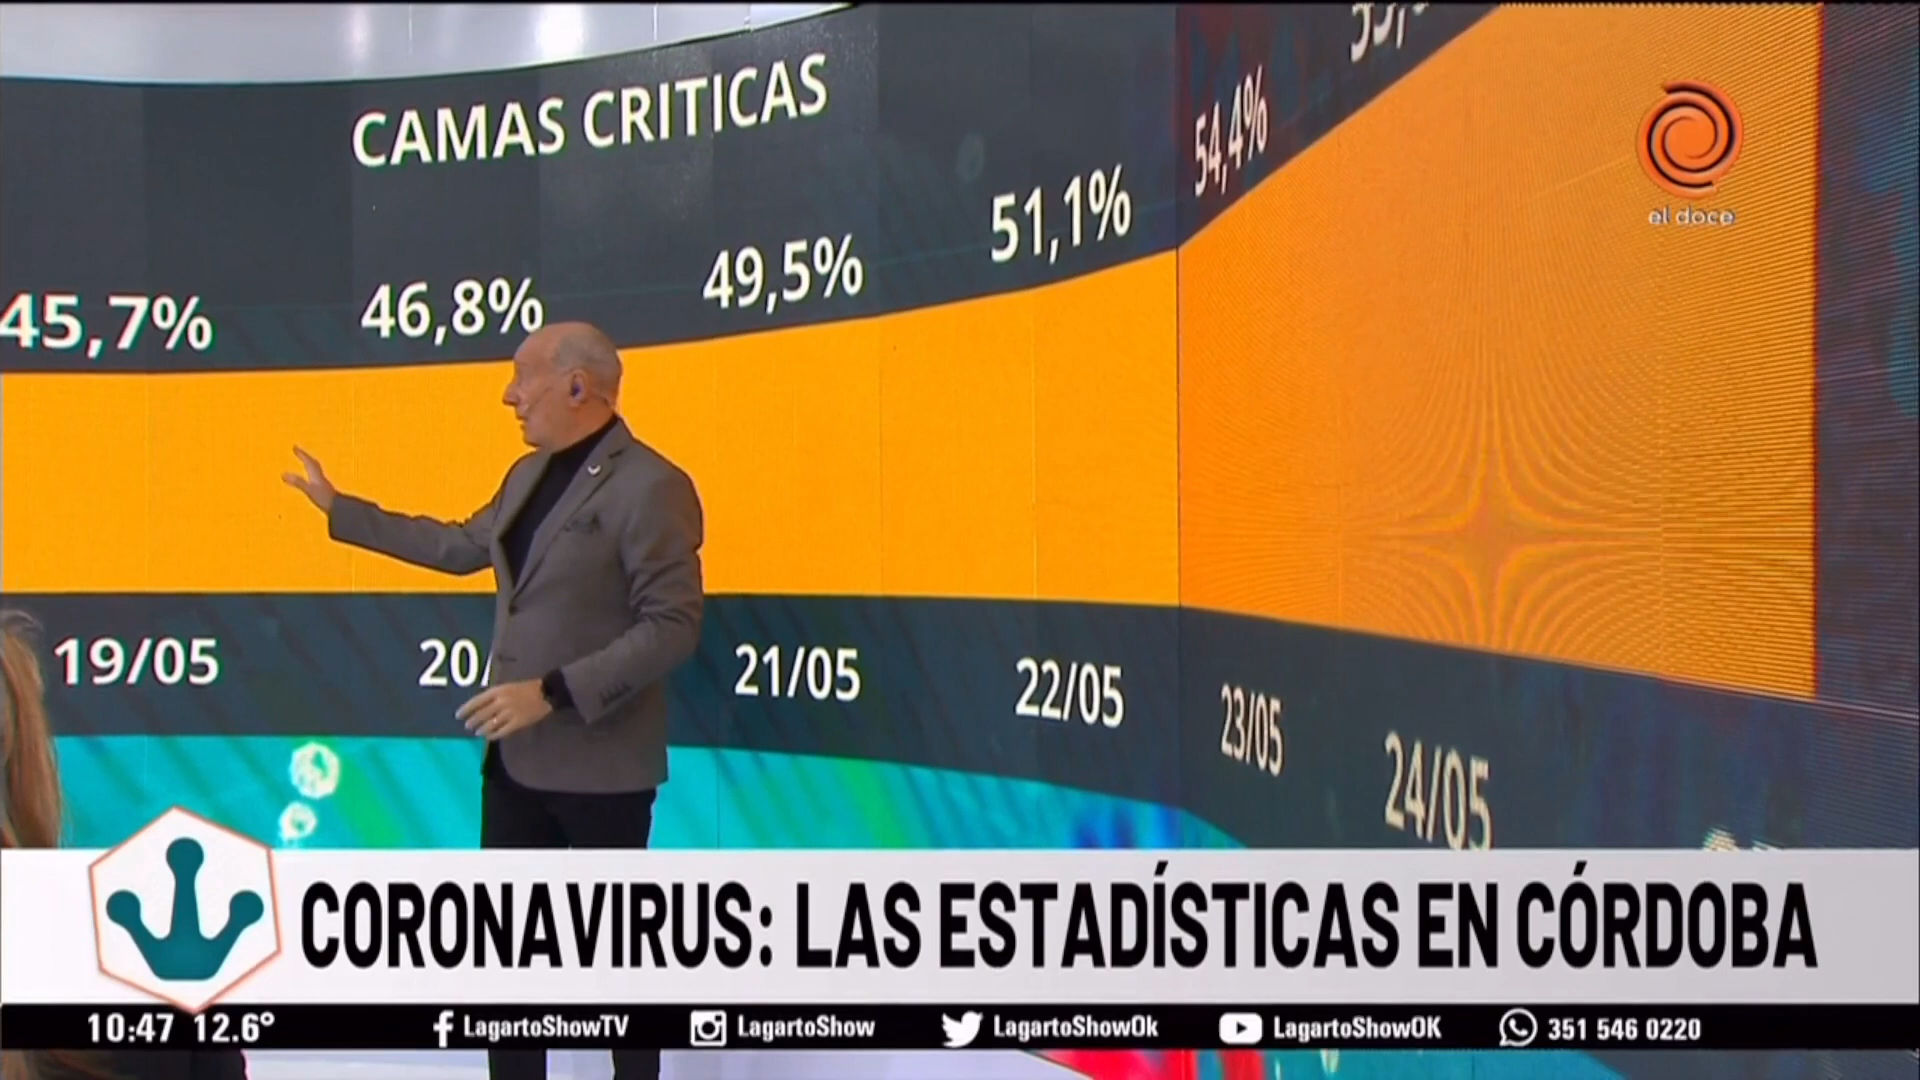 CAMAS CRITICAS
45,7%
46,8%
49,5%
51,1%
54,4%
19/05
20/
21/05
22/05
23/05
24/05
el doce
CORONAVIRUS: LAS ESTADÍSTICAS EN CÓRDOBA
10:47 12.6° LagartoShowTV LagartoShow LagartoShowOk LagartoShowOK 351 546 0220